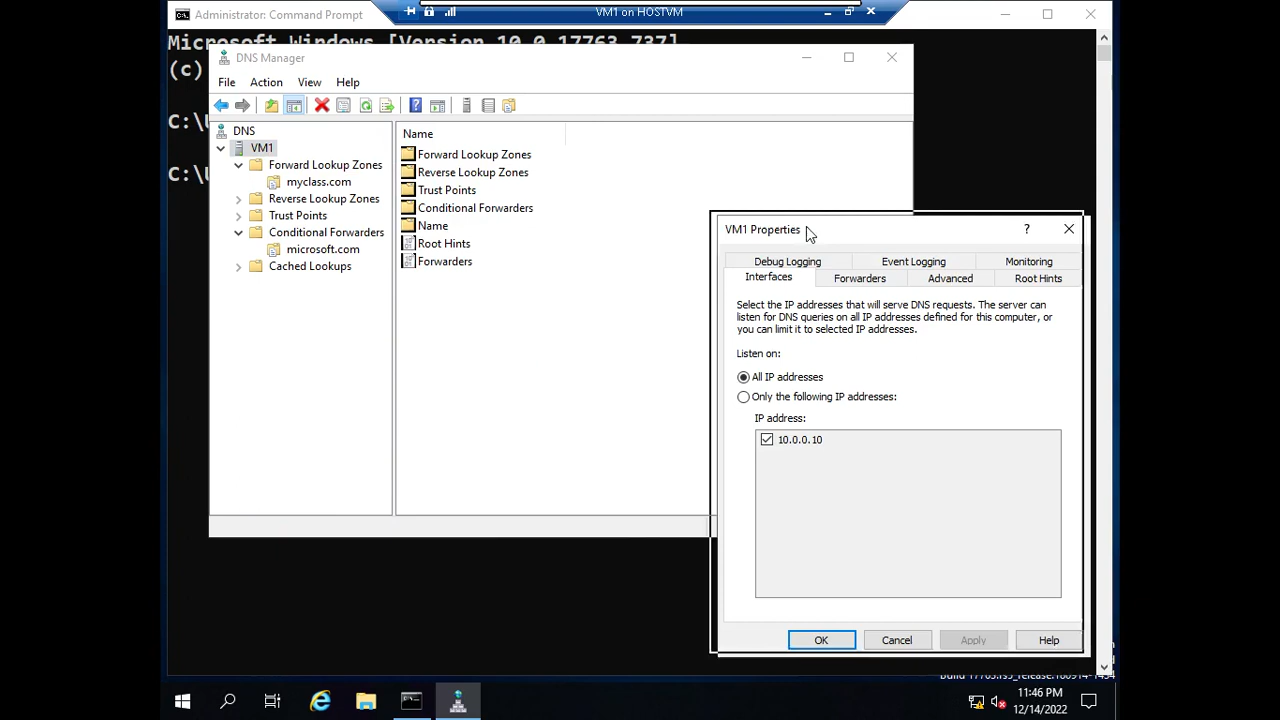 Administrator: Command Prompt
VM1 on HOSTVM
Microsoft Windows [Version 10.0.17763.737]
(c)
C:\U
C:\U
DNS Manager
File Action View Help
DNS
VM1
Forward Lookup Zones
myclass.com
Reverse Lookup Zones
Trust Points
Conditional Forwarders
microsoft.com
Cached Lookups
Name
Forward Lookup Zones
Reverse Lookup Zones
Trust Points
Conditional Forwarders
Name
Root Hints
Forwarders
VM1 Properties
Debug Logging Event Logging Monitoring
Interfaces Forwarders Advanced Root Hints
Select the IP addresses that will serve DNS requests. The server can
listen for DNS queries on all IP addresses defined for this computer, or
you can limit it to selected IP addresses.
Listen on:
All IP addresses
Only the following IP addresses:
IP address:
10.0.0.10
OK Cancel Apply Help
11:46 PM
12/14/2022